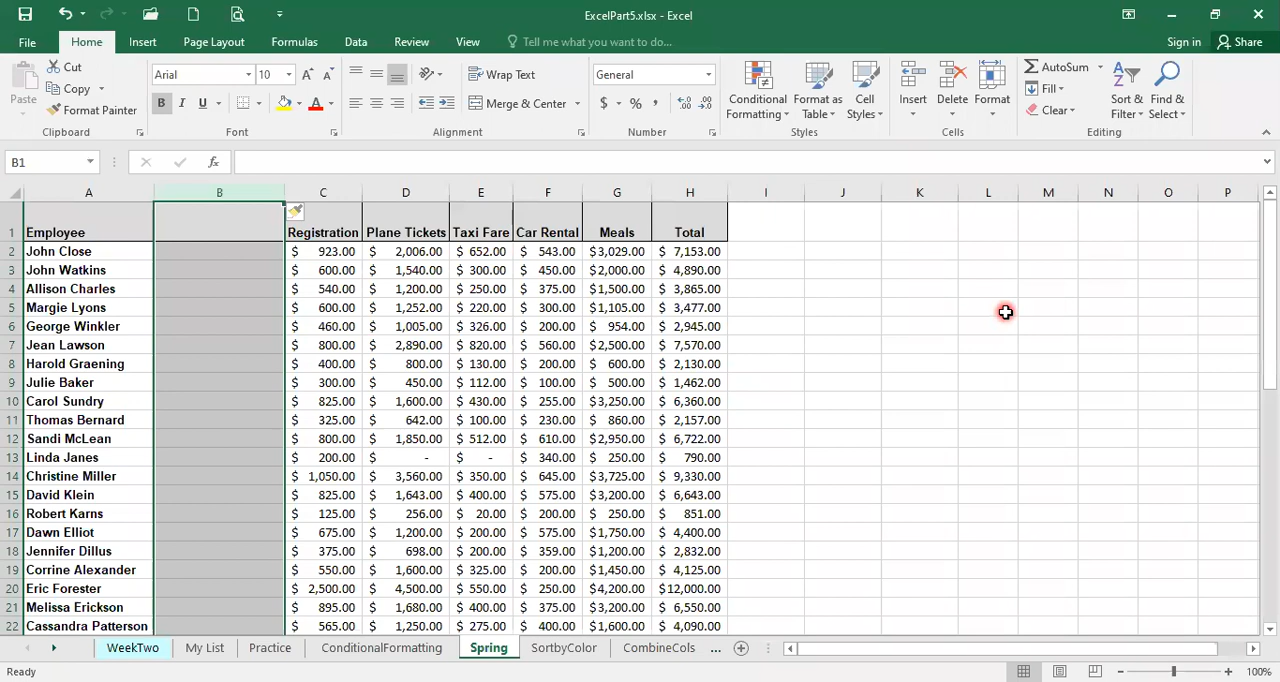 ExcelPart5.xlsx - Excel
File Home Insert Page Layout Formulas Data Review View Tell me what you want to do... Sign in Share
Paste Cut Copy Format Painter Clipboard
Arial 10 A A B I U A Font
Wrap Text Merge & Center Alignment
General $ % , Number
Conditional Formatting Format as Table Cell Styles Styles
Insert Delete Format Cells
AutoSum Fill Clear Sort & Filter Find & Select Editing
B1 fx
A B C D E F G H I J K L M N O P
1 Employee Registration Plane Tickets Taxi Fare Car Rental Meals Total
2 John Close $ 923.00 $ 2,006.00 $ 652.00 $ 543.00 $3,029.00 $ 7,153.00
3 John Watkins $ 600.00 $ 1,540.00 $ 300.00 $ 450.00 $2,000.00 $ 4,890.00
4 Allison Charles $ 540.00 $ 1,200.00 $ 250.00 $ 375.00 $1,500.00 $ 3,865.00
5 Margie Lyons $ 600.00 $ 1,252.00 $ 220.00 $ 300.00 $1,105.00 $ 3,477.00
6 George Winkler $ 460.00 $ 1,005.00 $ 326.00 $ 200.00 $ 954.00 $ 2,945.00
7 Jean Lawson $ 800.00 $ 2,890.00 $ 820.00 $ 560.00 $2,500.00 $ 7,570.00
8 Harold Graening $ 400.00 $ 800.00 $ 130.00 $ 200.00 $ 600.00 $ 2,130.00
9 Julie Baker $ 300.00 $ 450.00 $ 112.00 $ 100.00 $ 500.00 $ 1,462.00
10 Carol Sundry $ 825.00 $ 1,600.00 $ 430.00 $ 255.00 $3,250.00 $ 6,360.00
11 Thomas Bernard $ 325.00 $ 642.00 $ 100.00 $ 230.00 $ 860.00 $ 2,157.00
12 Sandi McLean $ 800.00 $ 1,850.00 $ 512.00 $ 610.00 $2,950.00 $ 6,722.00
13 Linda Janes $ 200.00 $ - $ - $ 340.00 $ 250.00 $ 790.00
14 Christine Miller $ 1,050.00 $ 3,560.00 $ 350.00 $ 645.00 $3,725.00 $ 9,330.00
15 David Klein $ 825.00 $ 1,643.00 $ 400.00 $ 575.00 $3,200.00 $ 6,643.00
16 Robert Karns $ 125.00 $ 256.00 $ 20.00 $ 200.00 $ 250.00 $ 851.00
17 Dawn Elliot $ 675.00 $ 1,200.00 $ 200.00 $ 575.00 $1,750.00 $ 4,400.00
18 Jennifer Dillus $ 375.00 $ 698.00 $ 200.00 $ 359.00 $1,200.00 $ 2,832.00
19 Corrine Alexander $ 550.00 $ 1,600.00 $ 325.00 $ 200.00 $1,450.00 $ 4,125.00
20 Eric Forester $ 2,500.00 $ 4,500.00 $ 550.00 $ 250.00 $4,200.00 $12,000.00
21 Melissa Erickson $ 895.00 $ 1,680.00 $ 400.00 $ 375.00 $3,200.00 $ 6,550.00
22 Cassandra Patterson $ 565.00 $ 1,250.00 $ 275.00 $ 400.00 $1,600.00 $ 4,090.00
WeekTwo My List Practice ConditionalFormatting Spring SortbyColor CombineCols ...
Ready 100%